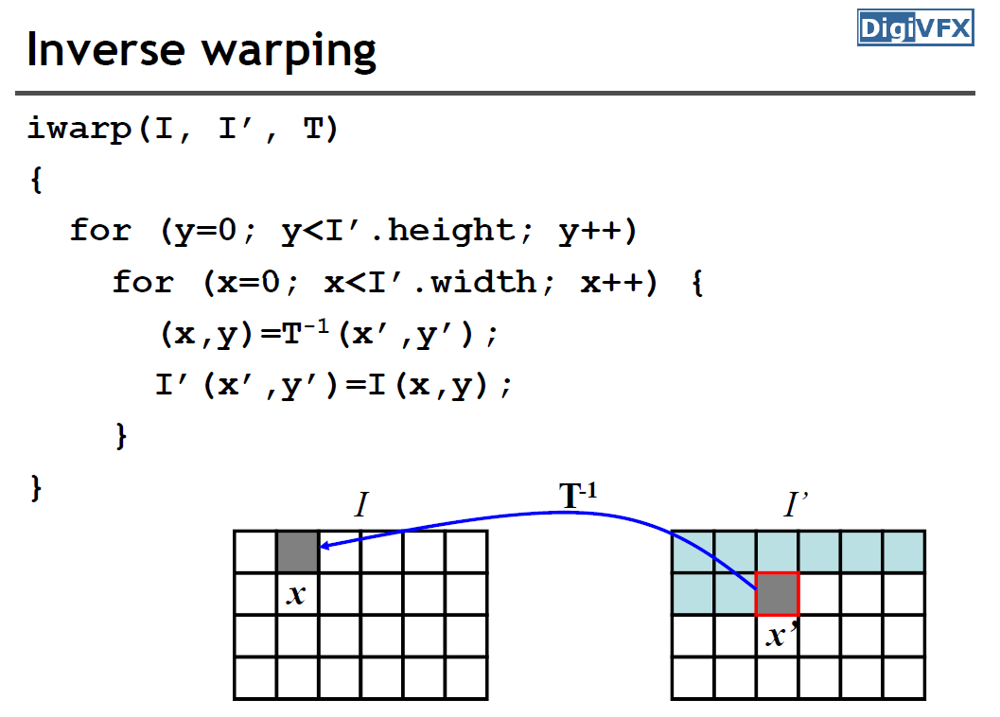 Inverse warping
DigiVFX
iwarp(I, I’, T)
{
for (y=0; y<I’.height; y++)
for (x=0; x<I’.width; x++) {
(x,y)=T⁻¹(x’,y’);
I’(x’,y’)=I(x,y);
}
}
I
T⁻¹
I’
x
x’